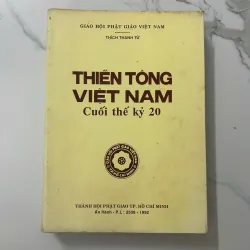 GIÁO HỘI PHẬT GIÁO VIỆT NAM
THÍCH THANH TỪ
THIỀN TÔNG
VIỆT NAM
Cuối thế kỷ 20
THÀNH HỘI PHẬT GIÁO TP. HỒ CHÍ MINH
Ấn Hành - P.L : 2536 - 1992